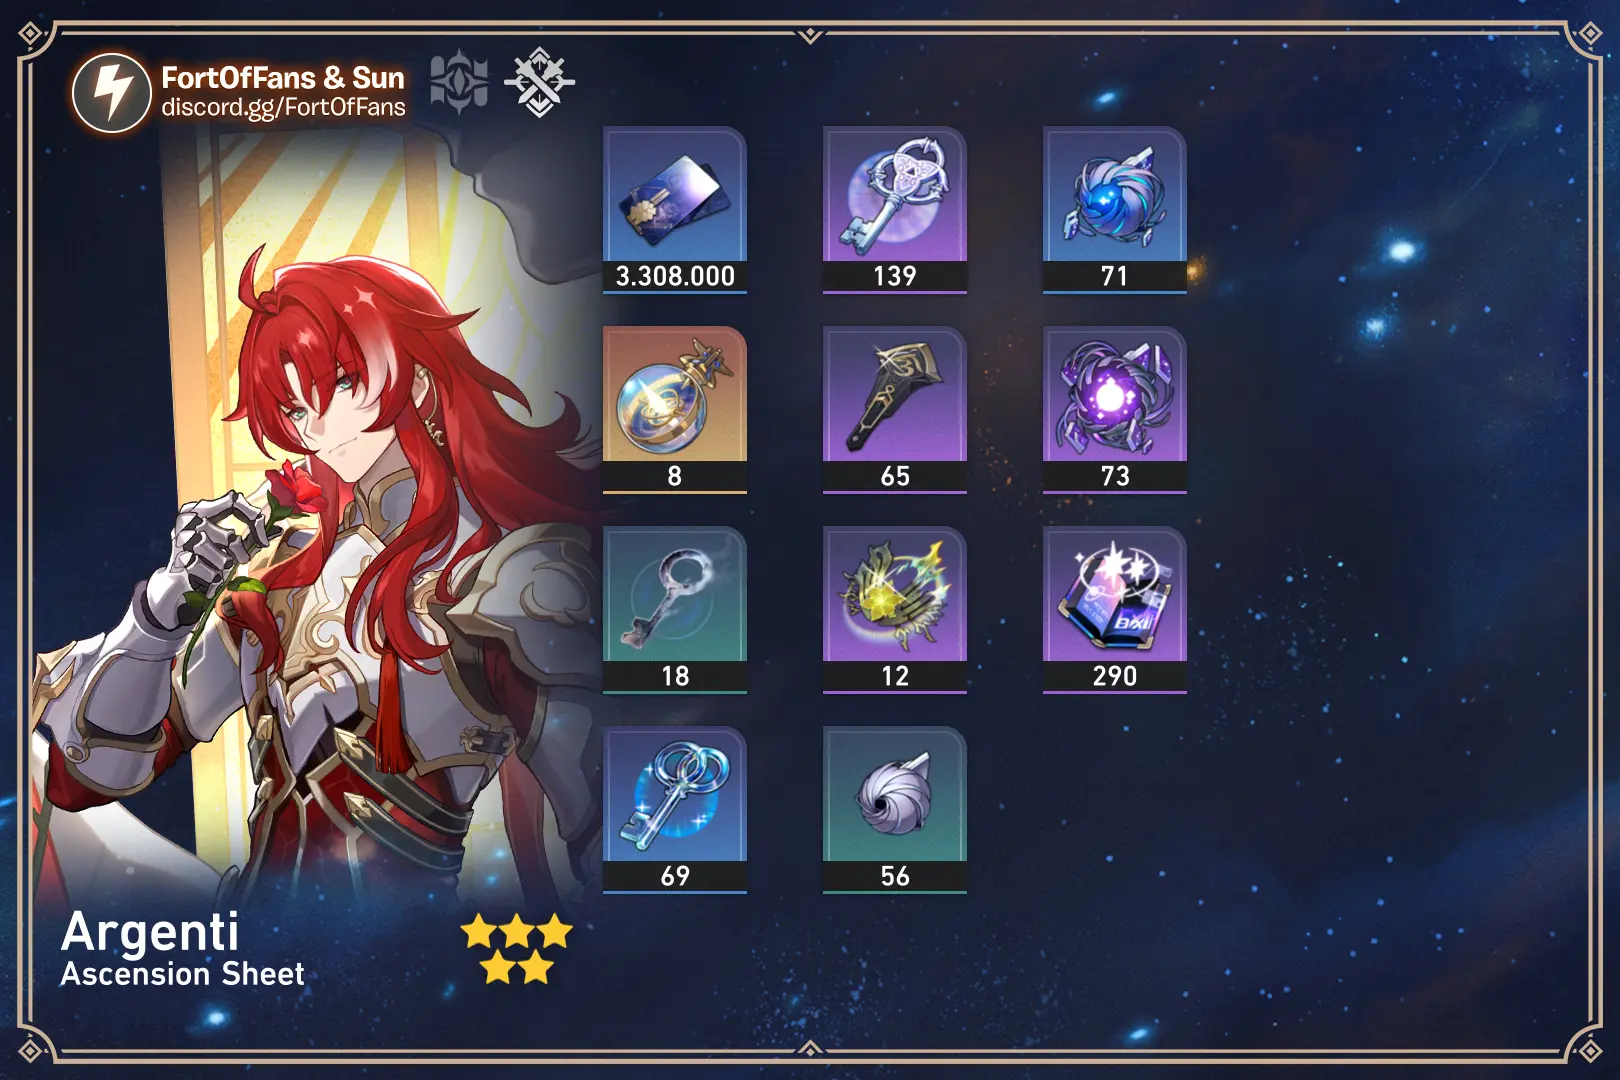 FortOfFans & Sun
discord.gg/FortOfFans
3.308.000
139
71
8
65
73
18
12
290
69
56
Argenti
Ascension Sheet